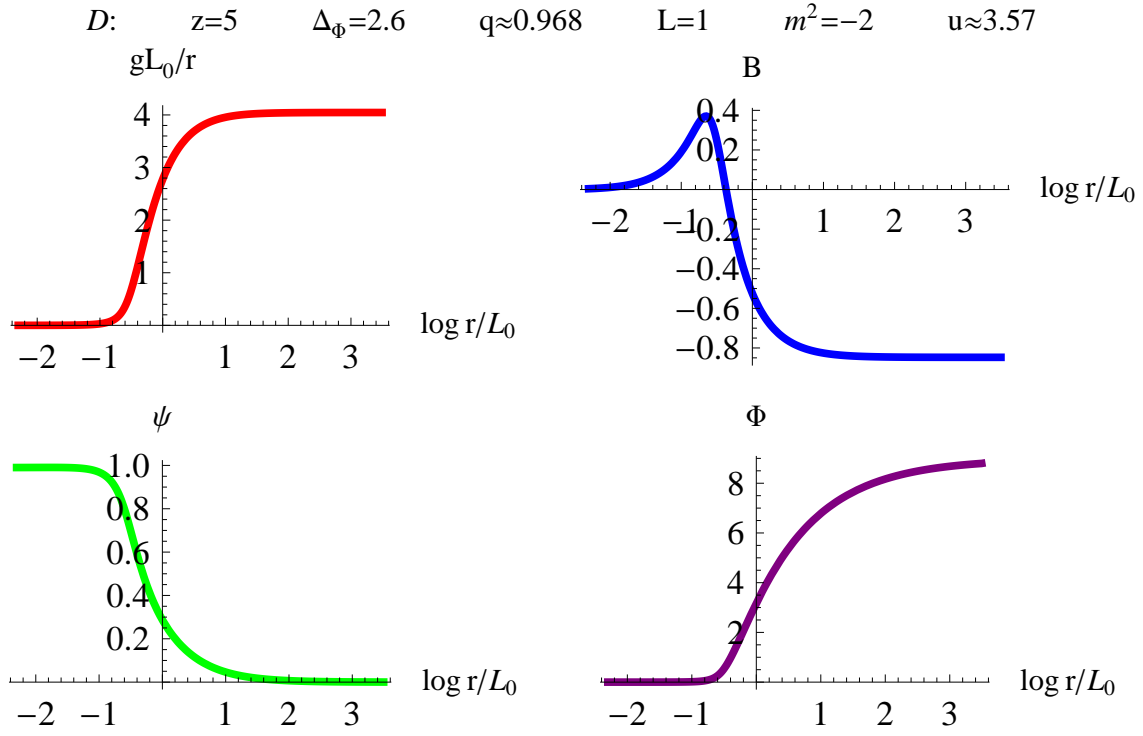 D: z=5 Δ_Φ=2.6 q≈0.968 L=1 m²=−2 u≈3.57
gL₀/r
4
3
2
1
−2 −1 1 2 3
log r/L₀
B
0.4
0.2
−0.2
−0.4
−0.6
−0.8
−2 −1 1 2 3
log r/L₀
ψ
1.0
0.8
0.6
0.4
0.2
−2 −1 1 2 3
log r/L₀
Φ
8
6
4
2
−2 −1 1 2 3
log r/L₀